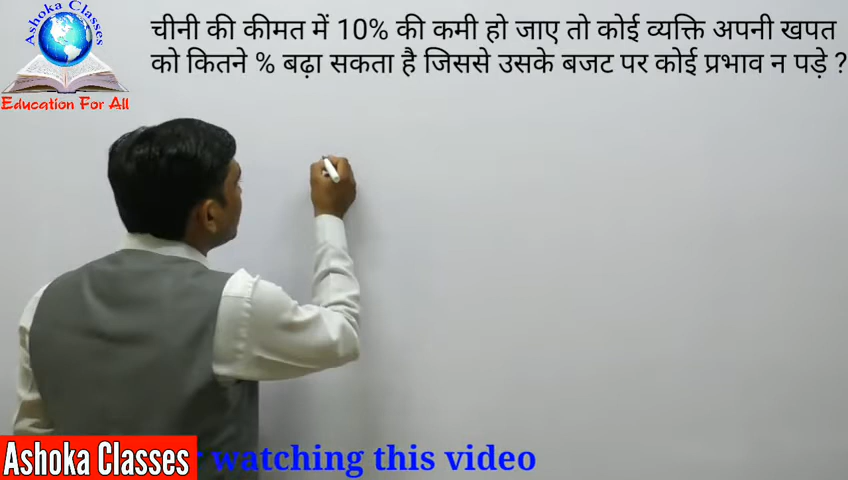 Ashoka Classes
Education For All
चीनी की कीमत में 10% की कमी हो जाए तो कोई व्यक्ति अपनी खपत
को कितने % बढ़ा सकता है जिससे उसके बजट पर कोई प्रभाव न पड़े ?
Ashoka Classes
watching this video